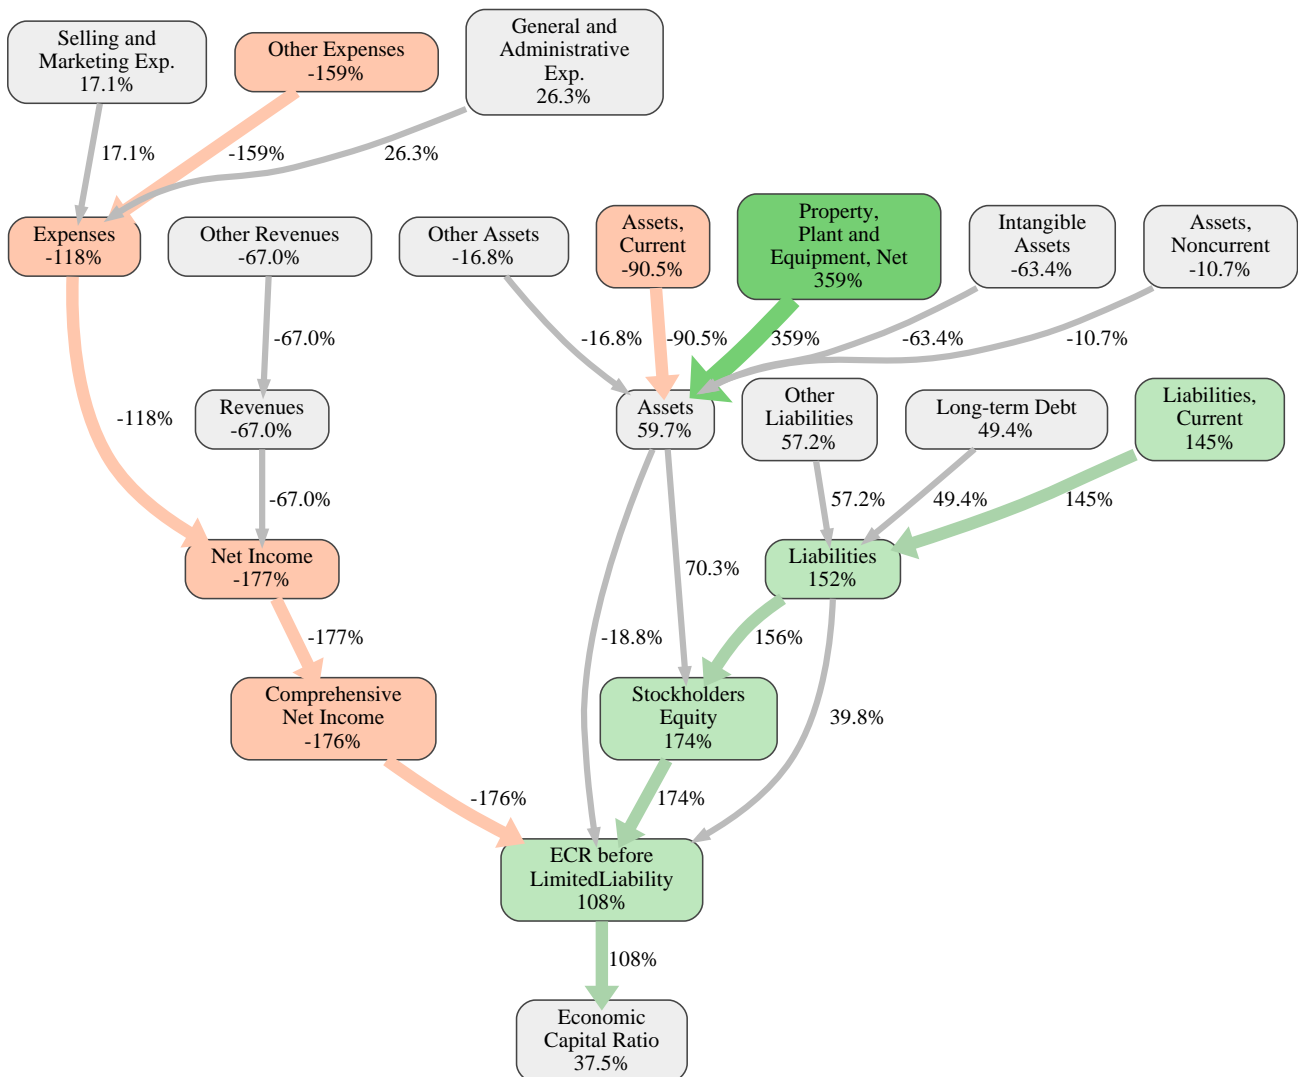 Selling and
Marketing Exp.
17.1%
Other Expenses
-159%
General and
Administrative
Exp.
26.3%
17.1%
-159%
26.3%
Expenses
-118%
Other Revenues
-67.0%
Other Assets
-16.8%
Assets,
Current
-90.5%
Property,
Plant and
Equipment, Net
359%
Intangible
Assets
-63.4%
Assets,
Noncurrent
-10.7%
-67.0%
-16.8%
-90.5%
359%
-63.4%
-10.7%
-118%
Revenues
-67.0%
Assets
59.7%
Other
Liabilities
57.2%
Long-term Debt
49.4%
Liabilities,
Current
145%
-67.0%
57.2%
49.4%
145%
Net Income
-177%
70.3%
Liabilities
152%
-177%
-18.8%
156%
Comprehensive
Net Income
-176%
Stockholders
Equity
174%
39.8%
-176%
174%
ECR before
LimitedLiability
108%
108%
Economic
Capital Ratio
37.5%